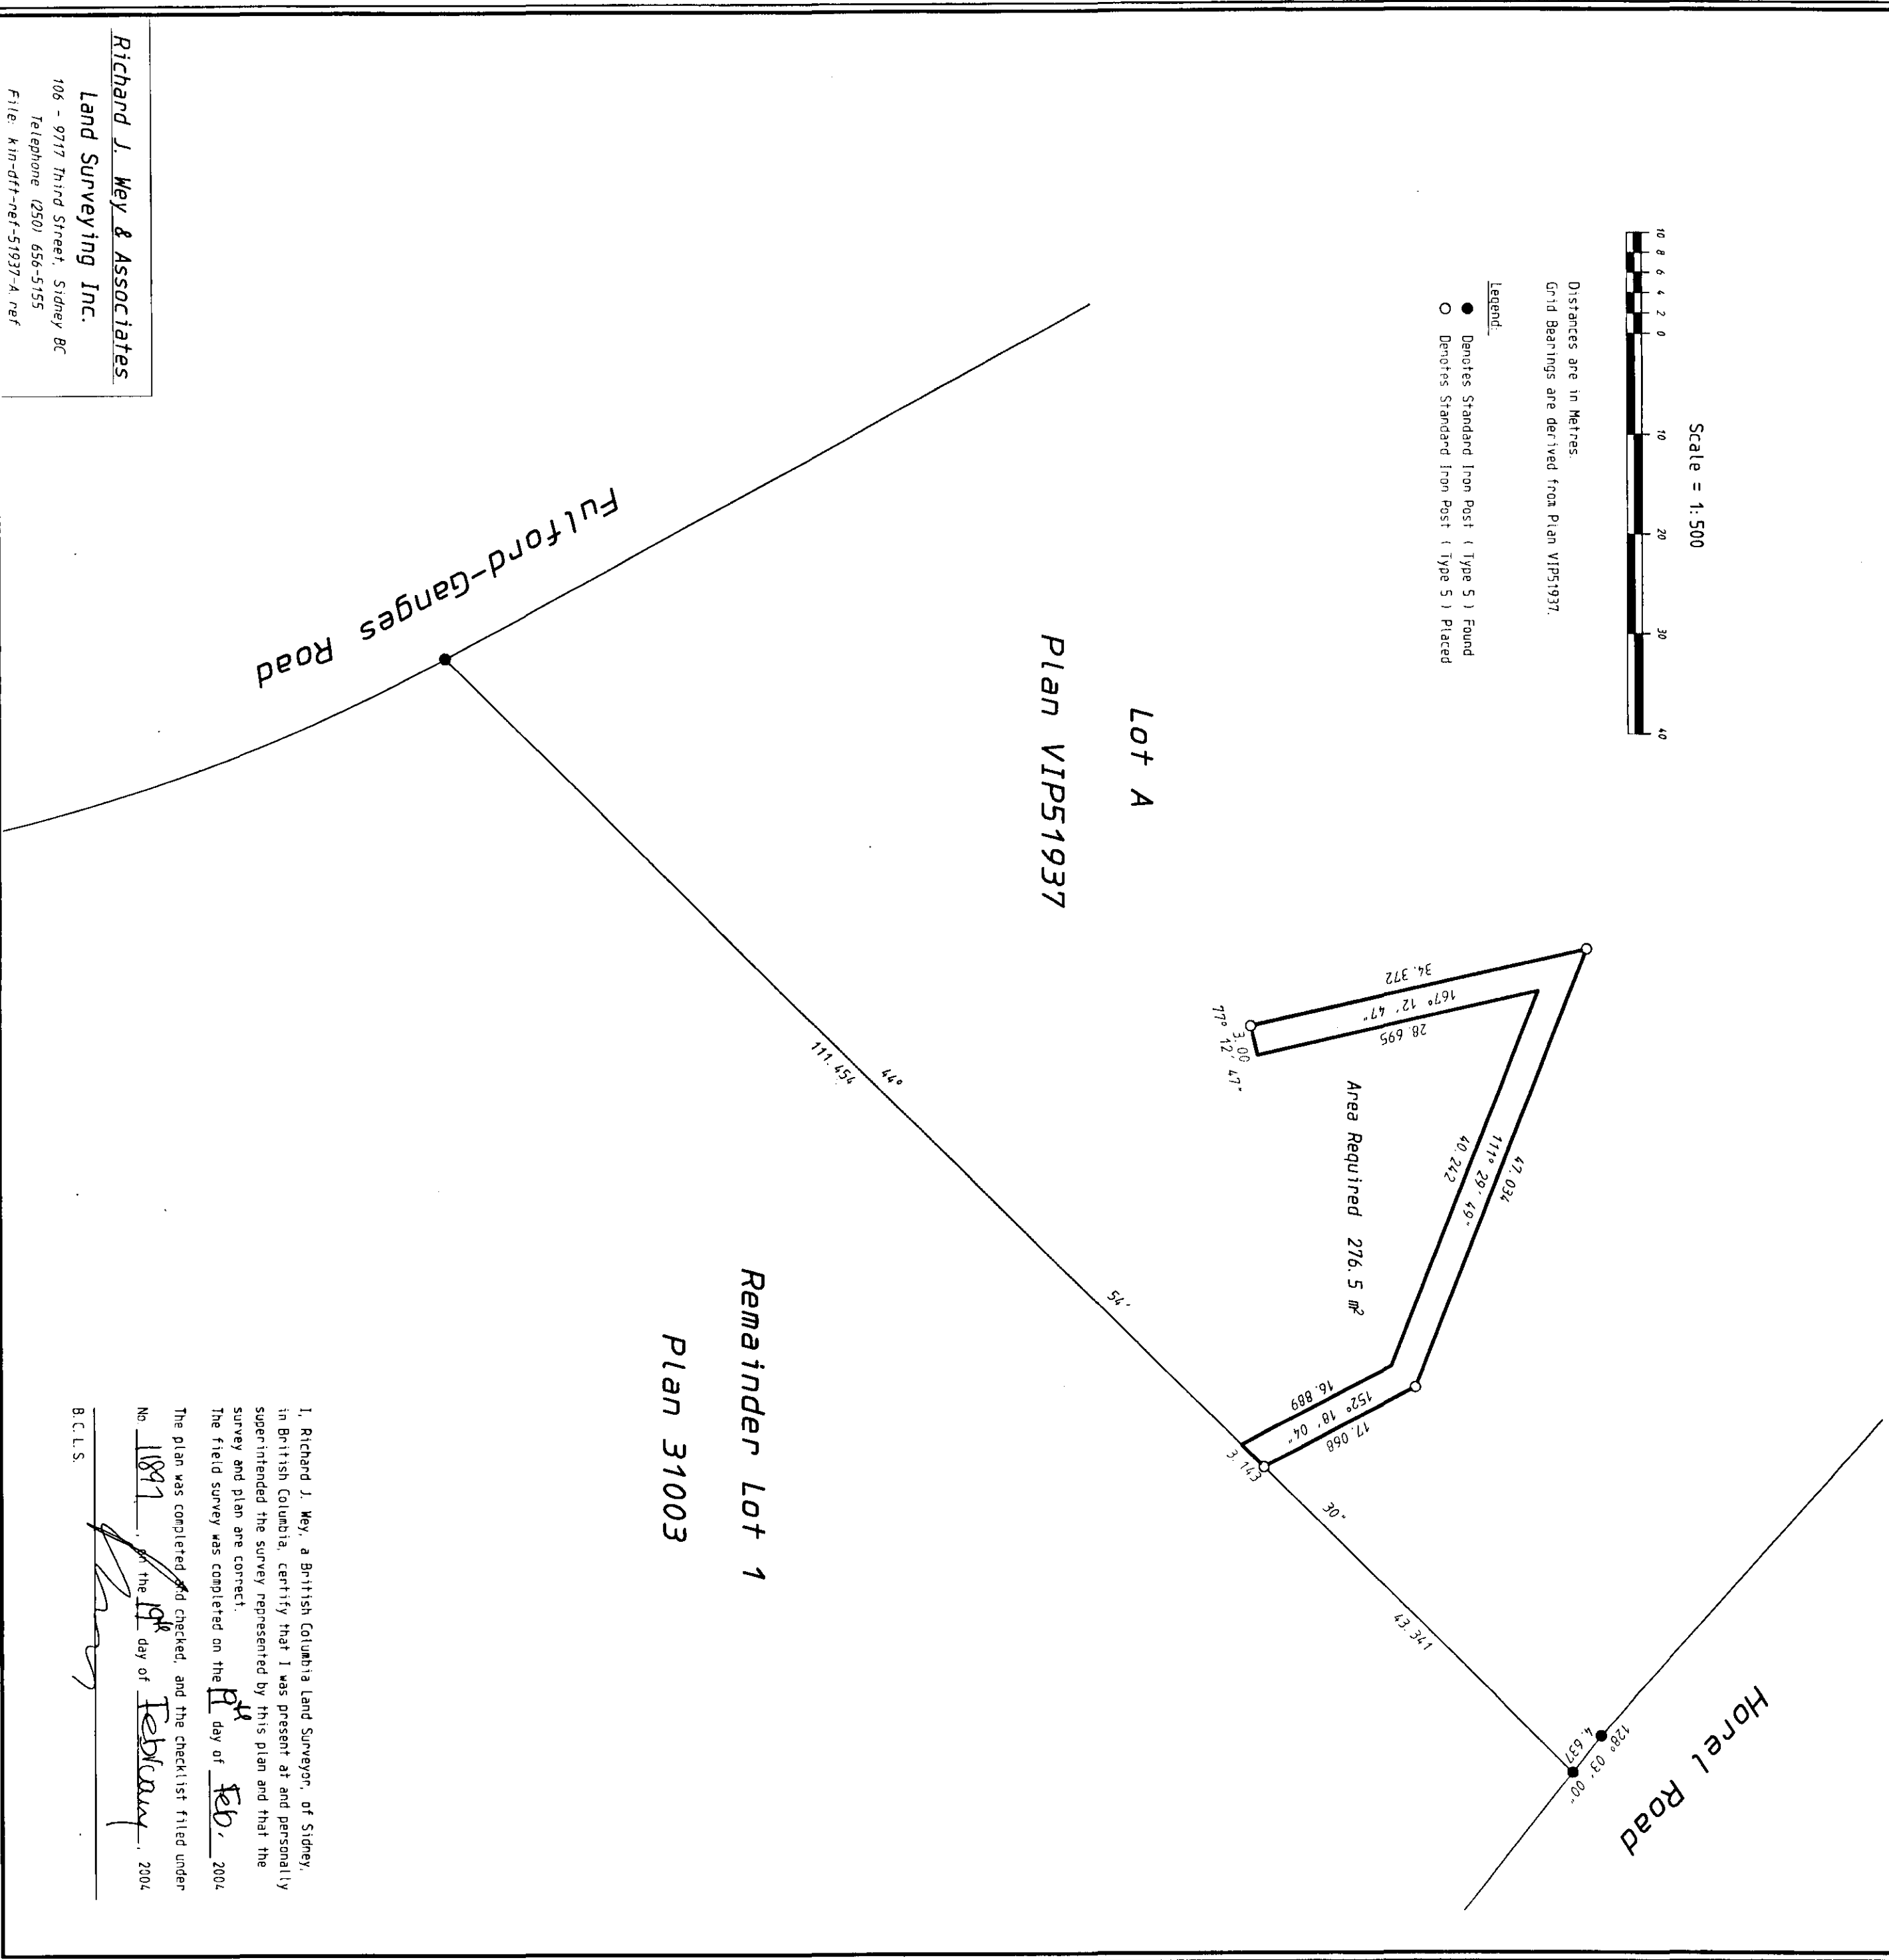 Scale = 1:500
10 8 6 4 2 0 10 20 30 40
Distances are in Metres.
Grid Bearings are derived from Plan VIP51937.
Legend:
● Denotes Standard Iron Post ( Type 5 ) Found
○ Denotes Standard Iron Post ( Type 5 ) Placed
Horel Road
128° 03' 00"
4.637
43.341
30"
3.143
54'
44°
111.454
34.372
167° 12' 47"
28.695
3.00
77° 12' 47"
47.034
111° 29' 49"
40.242
16.889
152° 18' 04"
17.068
Area Required 276.5 m²
Lot A
Plan VIP51937
Remainder Lot 1
Plan 31003
Fulford-Ganges Road
I, Richard J. Wey, a British Columbia Land Surveyor, of Sidney,
in British Columbia, certify that I was present at and personally
superintended the survey represented by this plan and that the
survey and plan are correct.
The field survey was completed on the 19th day of Feb. 2004
The plan was completed and checked, and the checklist filed under
No. 11897, on the 19th day of February, 2004
B.C.L.S.
Richard J. Wey & Associates
Land Surveying Inc.
106 - 9717 Third Street, Sidney BC
Telephone (250) 656-5155
File: kin-dft-ref-51937-A.ref